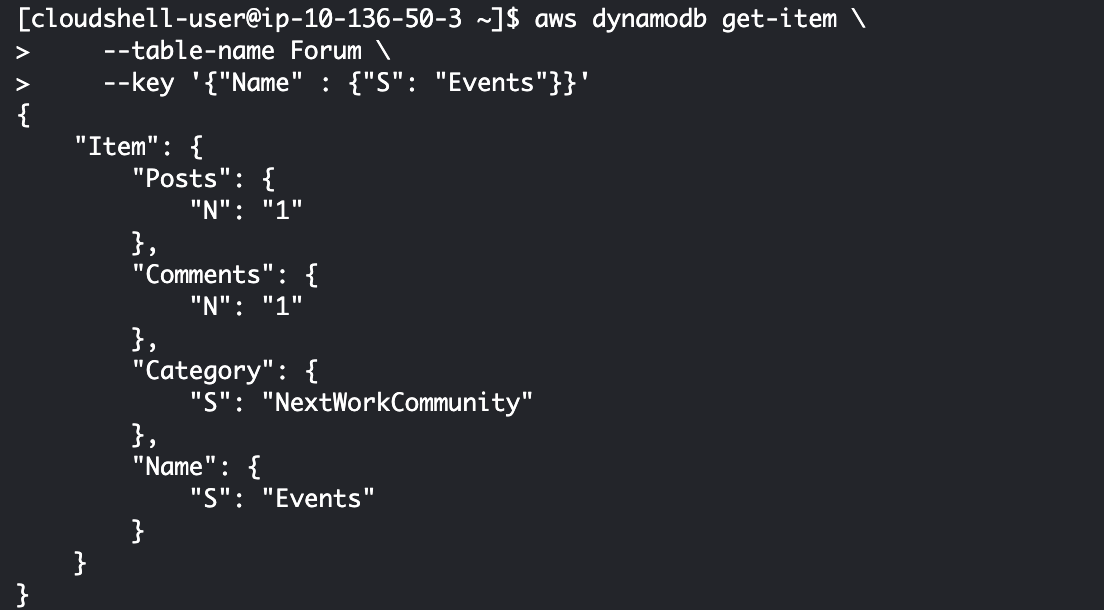 [cloudshell-user@ip-10-136-50-3 ~]$ aws dynamodb get-item \
>     --table-name Forum \
>     --key '{"Name" : {"S": "Events"}}'
{
    "Item": {
        "Posts": {
            "N": "1"
        },
        "Comments": {
            "N": "1"
        },
        "Category": {
            "S": "NextWorkCommunity"
        },
        "Name": {
            "S": "Events"
        }
    }
}